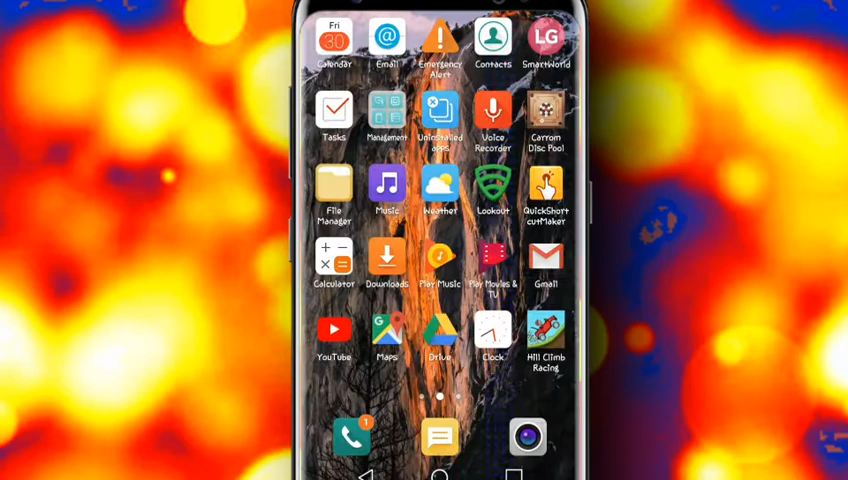 Fri
30
LG
Calendar
Email
Emergency
Alert
Contacts
SmartWorld
Tasks
Management
Uninstalled
apps
Voice
Recorder
Carrom
Disc Pool
File
Manager
Music
Weather
Lookout
QuickShort
cutMaker
Calculator
Downloads
Play Music
Play Movies &
TV
Gmail
YouTube
Maps
Drive
Clock
Hill Climb
Racing
1